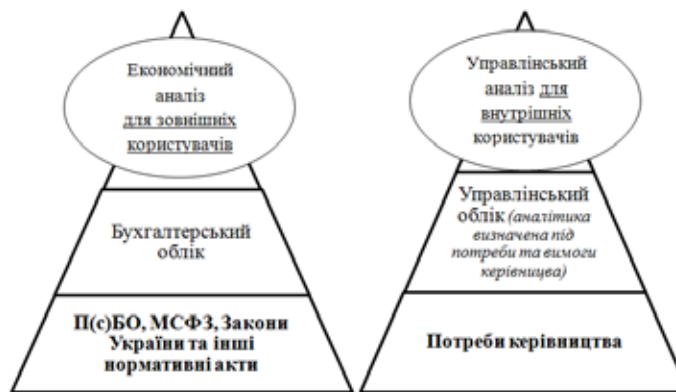 Економічний
аналіз
для зовнішніх
користувачів
Бухгалтерський
облік
П(с)БО, МСФЗ, Закони
України та інші
нормативні акти
Управлінський
аналіз для
внутрішніх
користувачів
Управлінський
облік (аналітика
визначена під
потреби та вимоги
керівницва)
Потреби керівництва